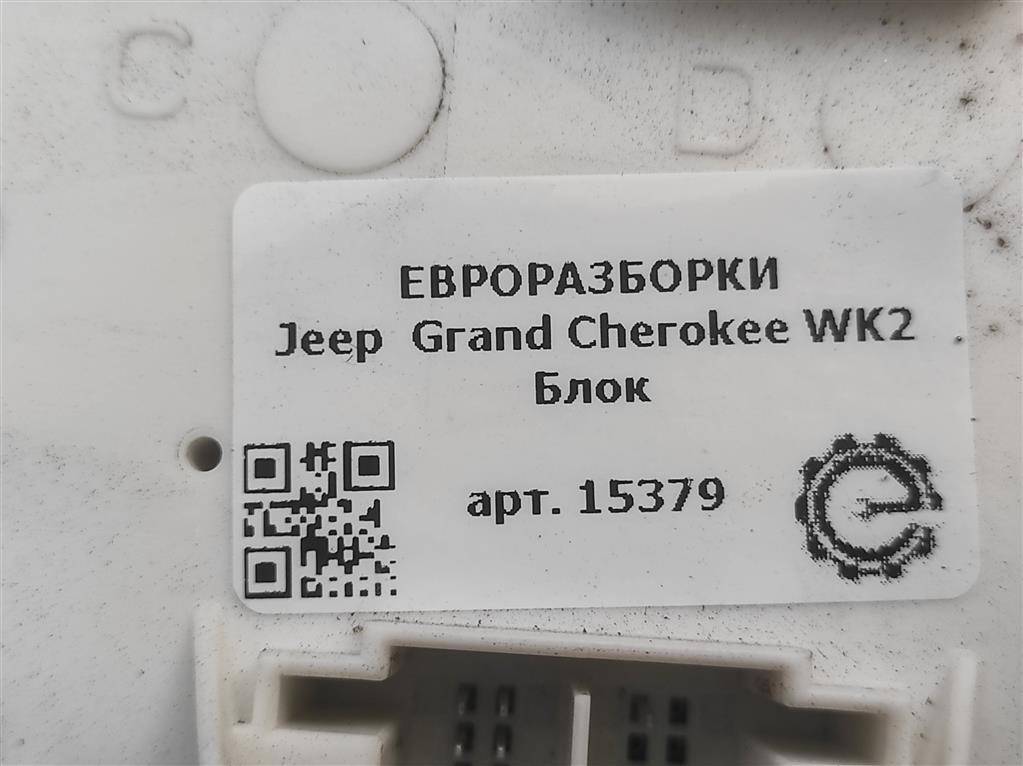 C D
ЕВРОРАЗБОРКИ
Jeep Grand Cherokee WK2
Блок
арт. 15379